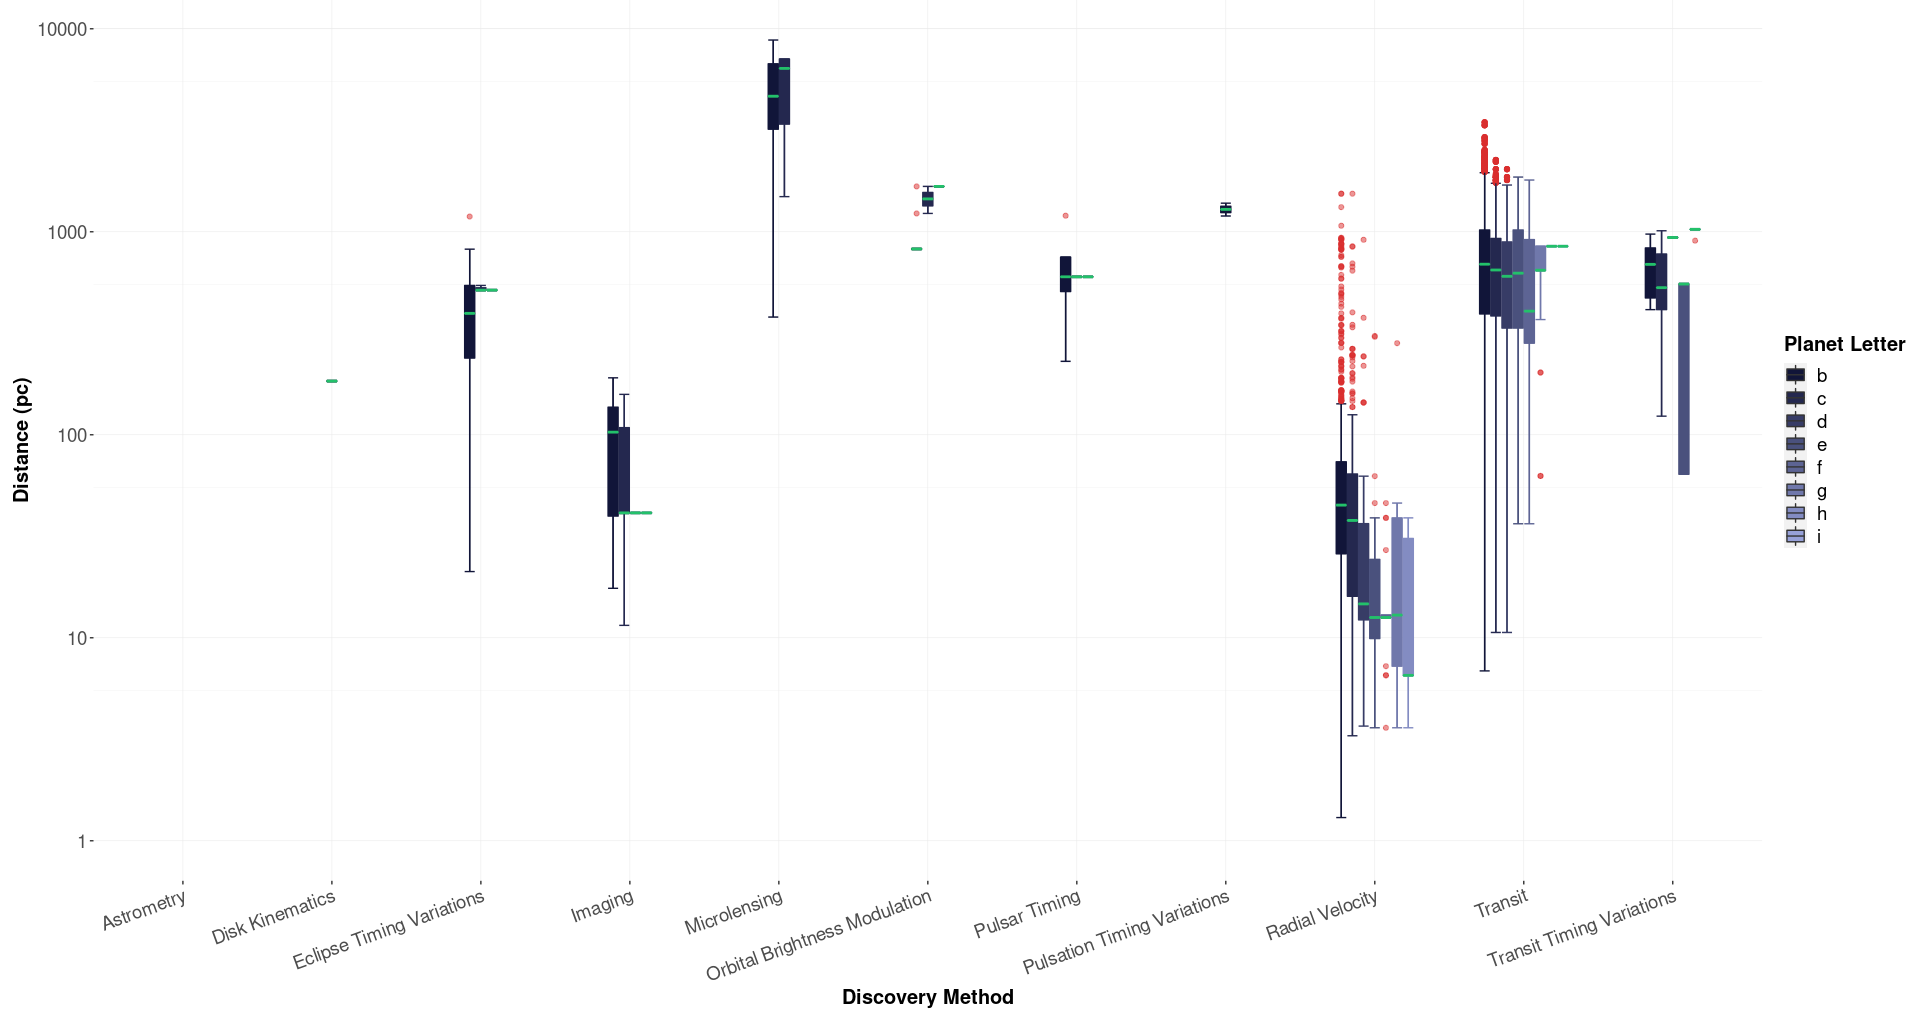 10000
1000
100
10
1
Distance (pc)
Astrometry
Disk Kinematics
Eclipse Timing Variations
Imaging
Microlensing
Orbital Brightness Modulation
Pulsar Timing
Pulsation Timing Variations
Radial Velocity
Transit
Transit Timing Variations
Discovery Method
Planet Letter
b
c
d
e
f
g
h
i